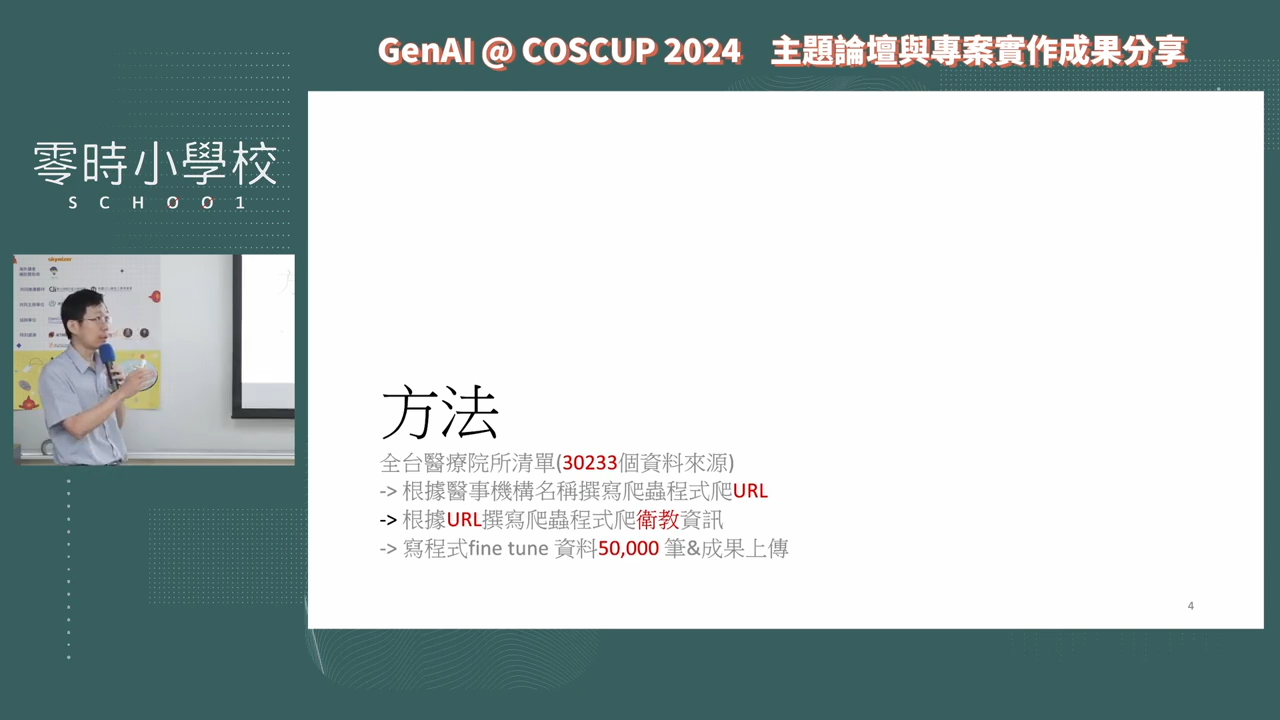 GenAI @ COSCUP 2024 主題論壇與專案實作成果分享
零時小學校
SCHOO1
方法
全台醫療院所清單(30233個資料來源)
-> 根據醫事機構名稱撰寫爬蟲程式爬URL
-> 根據URL撰寫爬蟲程式爬衛教資訊
-> 寫程式fine tune 資料50,000 筆&成果上傳
4